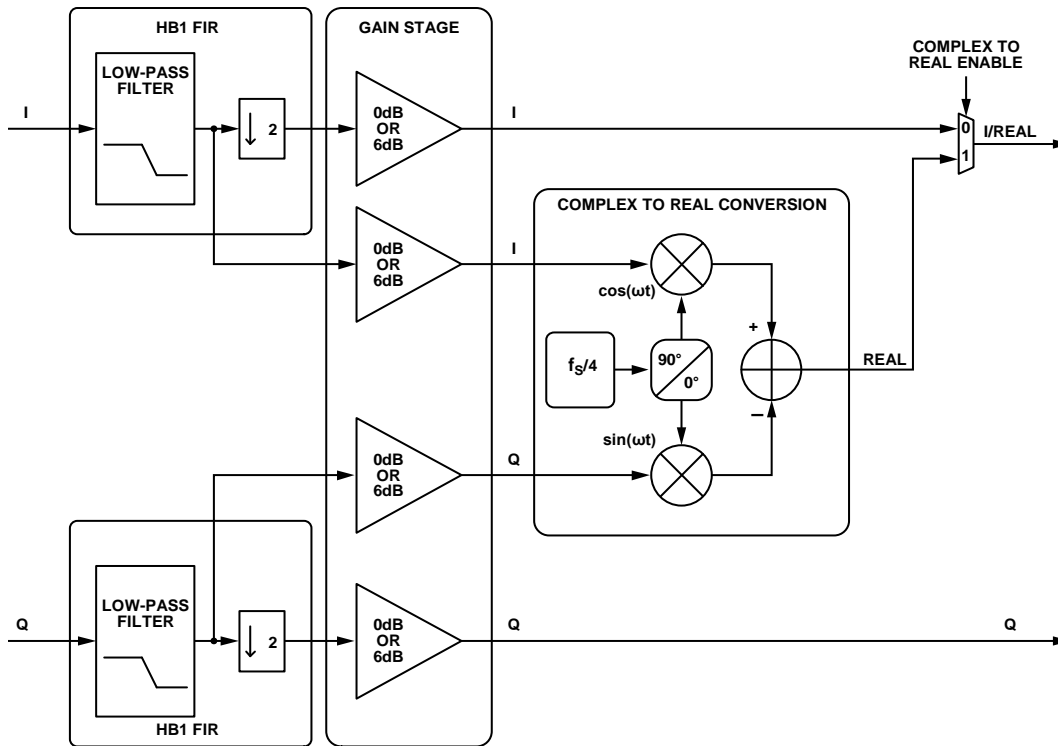 HB1 FIR
GAIN STAGE
COMPLEX TO
REAL ENABLE
LOW-PASS
FILTER
I
2
0dB
OR
6dB
I
0
1
I/REAL
0dB
OR
6dB
I
COMPLEX TO REAL CONVERSION
cos(ωt)
+
fS/4
90°
0°
REAL
–
sin(ωt)
0dB
OR
6dB
Q
LOW-PASS
FILTER
Q
2
0dB
OR
6dB
Q
Q
HB1 FIR